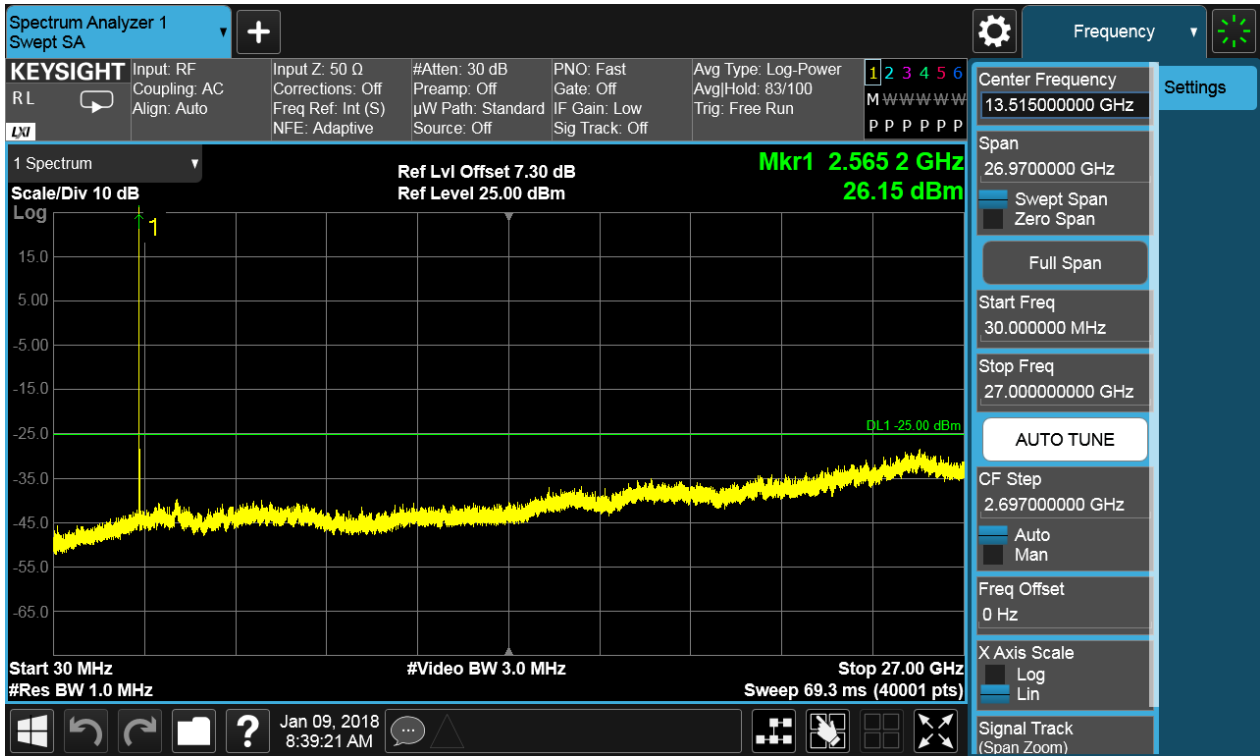 Spectrum Analyzer 1
Swept SA
+
Frequency
KEYSIGHT
R L
LXI
Input: RF
Coupling: AC
Align: Auto
Input Z: 50 Ω
Corrections: Off
Freq Ref: Int (S)
NFE: Adaptive
#Atten: 30 dB
Preamp: Off
µW Path: Standard
Source: Off
PNO: Fast
Gate: Off
IF Gain: Low
Sig Track: Off
Avg Type: Log-Power
Avg|Hold: 83/100
Trig: Free Run
1 2 3 4 5 6
M W W W W W
P P P P P P
1 Spectrum
Scale/Div 10 dB
Log
Ref Lvl Offset 7.30 dB
Ref Level 25.00 dBm
Mkr1 2.565 2 GHz
26.15 dBm
1
15.0
5.00
-5.00
-15.0
-25.0
-35.0
-45.0
-55.0
-65.0
DL1 -25.00 dBm
Start 30 MHz
#Res BW 1.0 MHz
#Video BW 3.0 MHz
Stop 27.00 GHz
Sweep 69.3 ms (40001 pts)
Center Frequency
13.515000000 GHz
Span
26.9700000 GHz
Swept Span
Zero Span
Full Span
Start Freq
30.000000 MHz
Stop Freq
27.000000000 GHz
AUTO TUNE
CF Step
2.697000000 GHz
Auto
Man
Freq Offset
0 Hz
X Axis Scale
Log
Lin
Signal Track
(Span Zoom)
Settings
?
Jan 09, 2018
8:39:21 AM